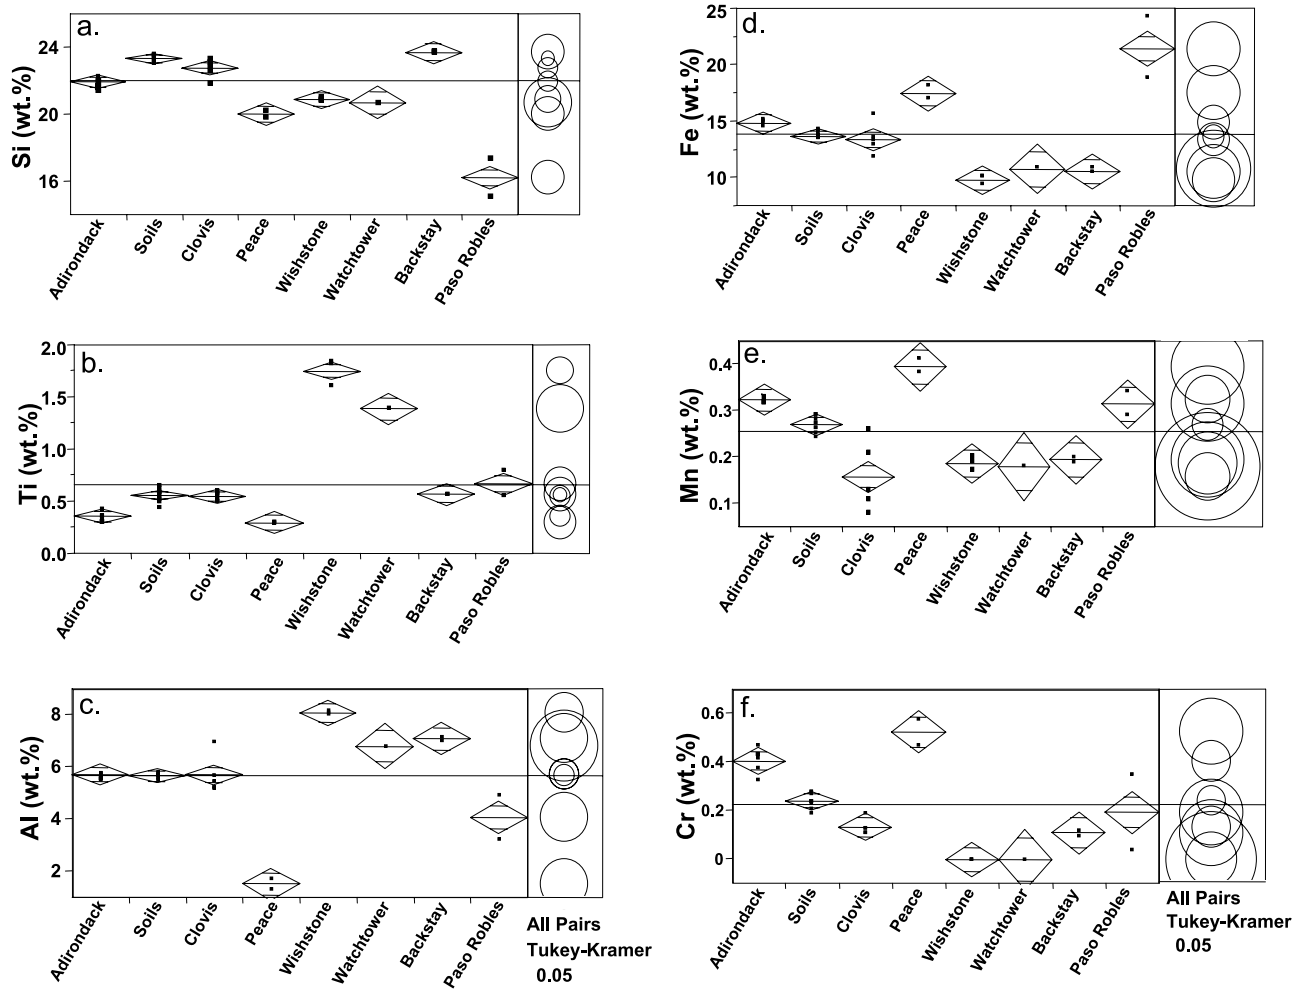 a.
Si (wt.%)
24
20
16
Adirondack
Soils
Clovis
Peace
Wishstone
Watchtower
Backstay
Paso Robles
d.
Fe (wt.%)
25
20
15
10
Adirondack
Soils
Clovis
Peace
Wishstone
Watchtower
Backstay
Paso Robles
b.
Ti (wt.%)
2.0
1.5
1.0
0.5
0.0
Adirondack
Soils
Clovis
Peace
Wishstone
Watchtower
Backstay
Paso Robles
e.
Mn (wt.%)
0.4
0.3
0.2
0.1
Adirondack
Soils
Clovis
Peace
Wishstone
Watchtower
Backstay
Paso Robles
c.
Al (wt.%)
8
6
4
2
Adirondack
Soils
Clovis
Peace
Wishstone
Watchtower
Backstay
Paso Robles
All Pairs
Tukey-Kramer
0.05
f.
Cr (wt.%)
0.6
0.4
0.2
0
Adirondack
Soils
Clovis
Peace
Wishstone
Watchtower
Backstay
Paso Robles
All Pairs
Tukey-Kramer
0.05